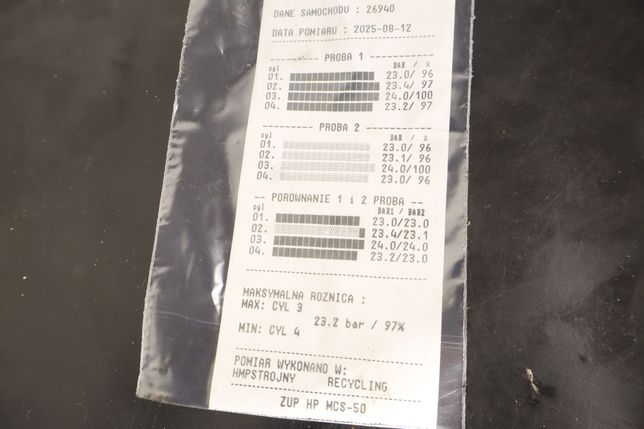 DANE SAMOCHODU : 26940
DATA POMIARU : 2025-08-12
PROBA 1
cyl BAR / %
01. 23.0/ 96
02. 23.4/ 97
03. 24.0/100
04. 23.2/ 97
PROBA 2
cyl BAR / %
01. 23.0/ 96
02. 23.1/ 96
03. 24.0/100
04. 23.0/ 96
-- POROWNANIE 1 i 2 PROBA --
cyl BAR1 / BAR2
01. 23.0/23.0
02. 23.4/23.1
03. 24.0/24.0
04. 23.2/23.0
MAKSYMALNA ROZNICA :
MAX: CYL 3
23.2 bar / 97%
MIN: CYL 4
POMIAR WYKONANO W:
HMPSTROJNY RECYCLING
ZUP HP MCS-50